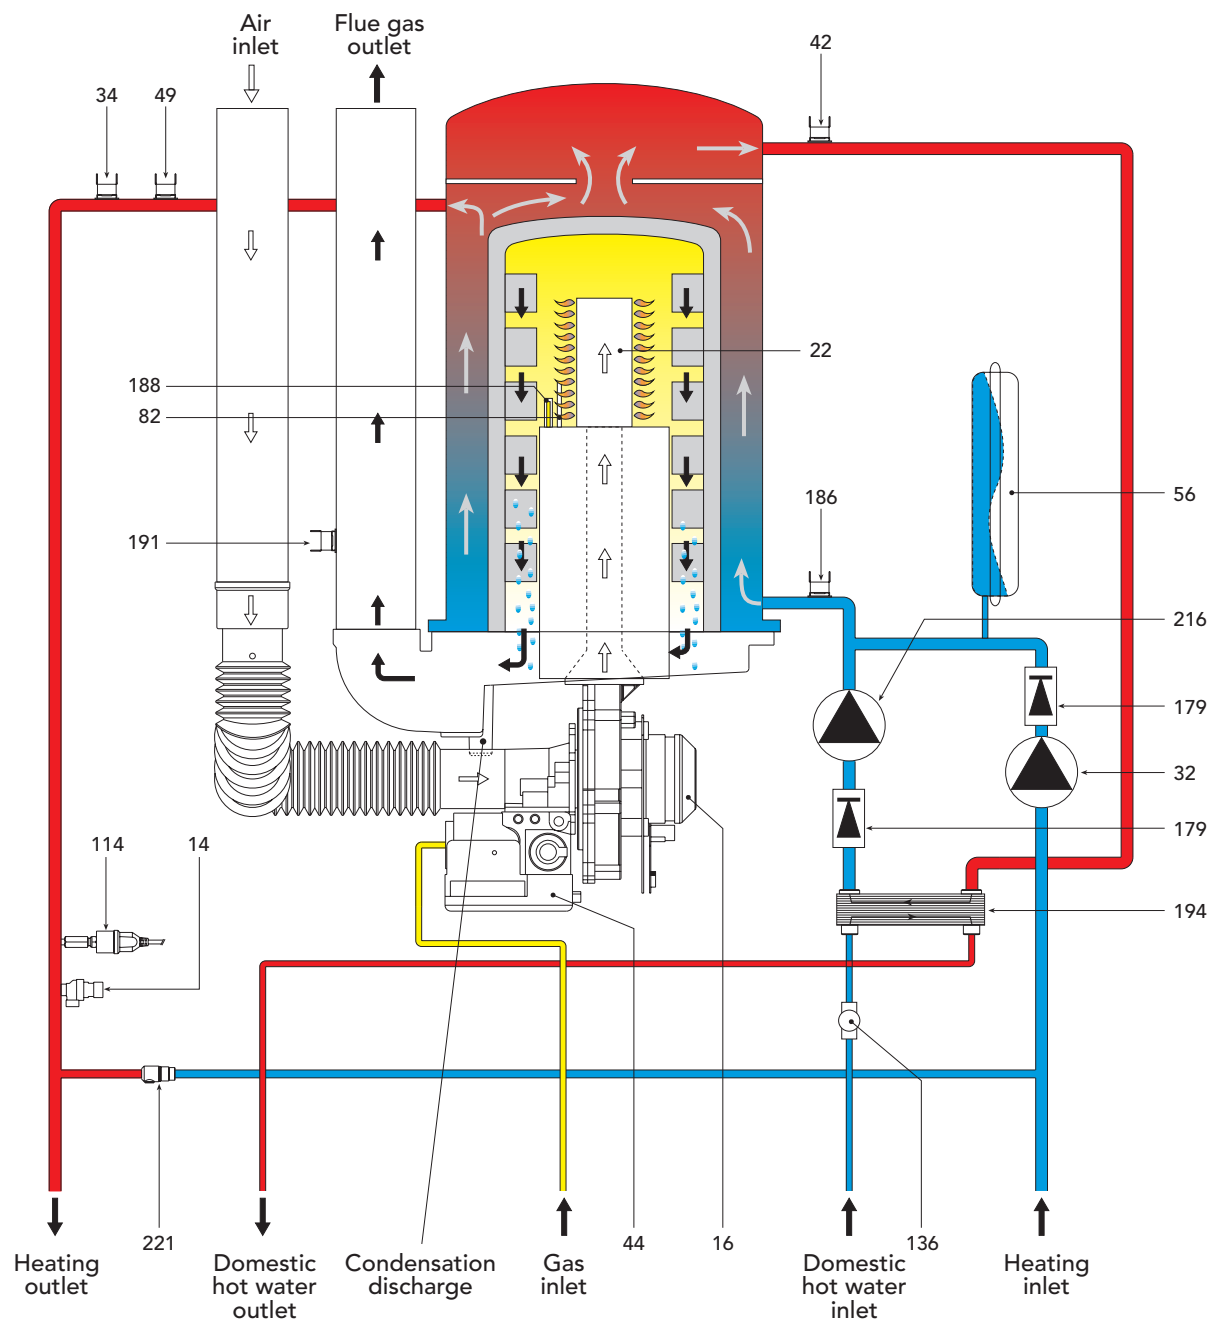 Air
inlet
Flue gas
outlet
42
34
49
22
188
82
56
186
191
216
179
32
179
114
14
194
221
44
16
136
Heating
outlet
Domestic
hot water
outlet
Condensation
discharge
Gas
inlet
Domestic
hot water
inlet
Heating
inlet